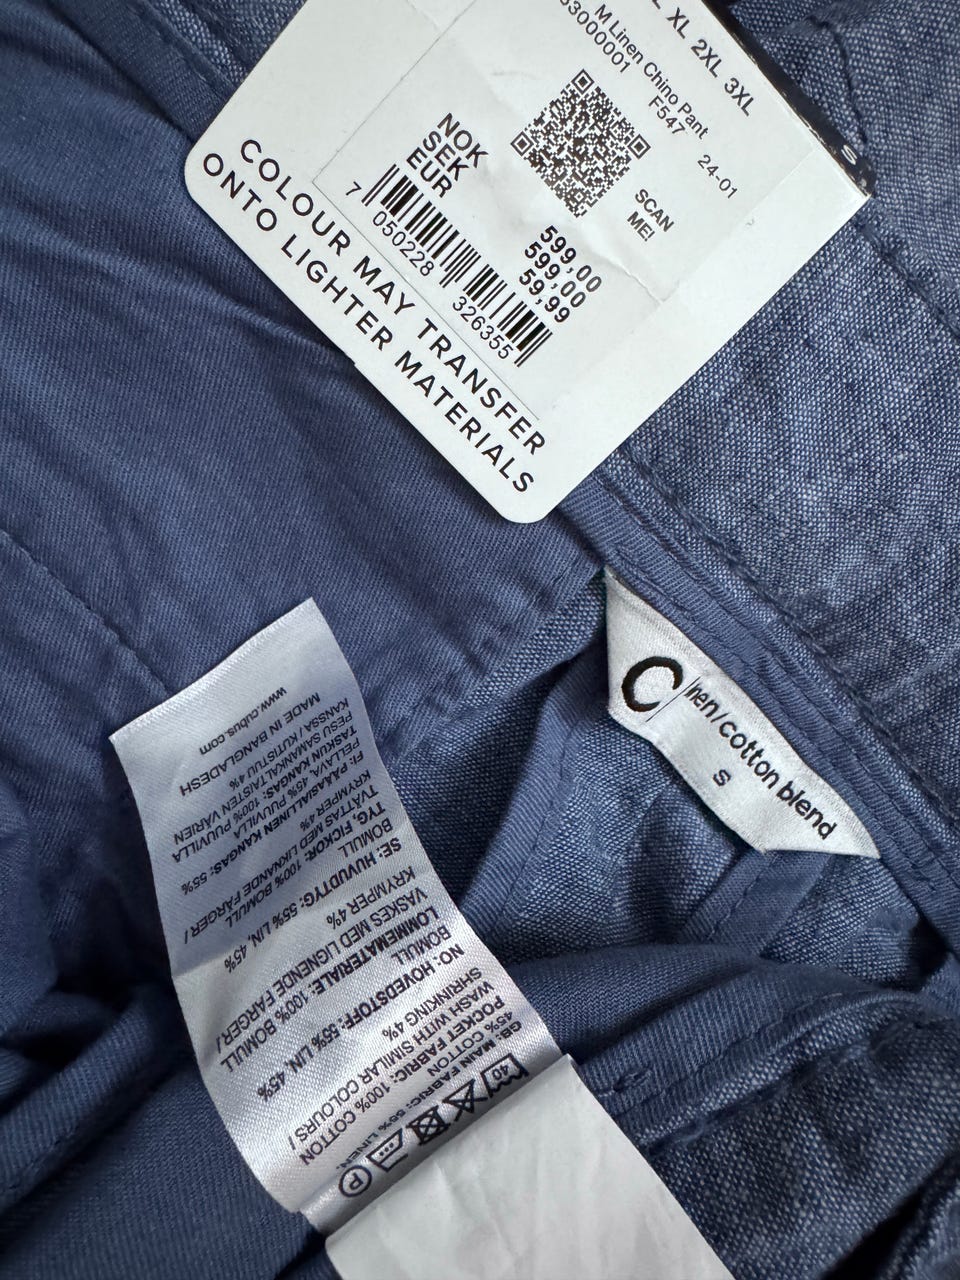 L XL 2XL 3XL
M Linen Chino Pant
33000001 F547 24-01
SCAN
ME!
NOK 599,00
SEK 599,00
EUR 59,99
7 050228 326355
COLOUR MAY TRANSFER
ONTO LIGHTER MATERIALS
S
C linen/cotton blend
S
40
P
GB: MAIN FABRIC: 55% LINEN,
45% COTTON
POCKET FABRIC: 100% COTTON
WASH WITH SIMILAR COLOURS /
SHRINKING 4%
NO: HOVEDSTOFF: 55% LIN, 45%
BOMULL
LOMMEMATERIALE: 100% BOMULL
VASKES MED LIGNENDE FARGER /
KRYMPER 4%
SE: HUVUDTYG: 55% LIN, 45%
BOMULL
TYG, FICKOR: 100% BOMULL
TVÄTTAS MED LIKNANDE FÄRGER /
KRYMPER 4%
FI: PÄÄASIALLINEN KANGAS: 55%
PELLAVA, 45% PUUVILLA
TASKUN KANGAS: 100% PUUVILLA
PESU SAMANKALTAISTEN VÄRIEN
KANSSA / KUTISTUU 4%
MADE IN BANGLADESH
www.cubus.com